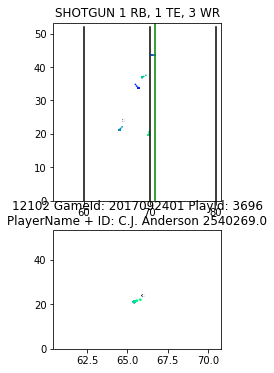 SHOTGUN 1 RB, 1 TE, 3 WR
50
40
30
20
10
0
60 70 80
12102 GameId: 2017092401 PlayId: 3696
PlayerName + ID: C.J. Anderson 2540269.0
40
20
0
62.5 65.0 67.5 70.0